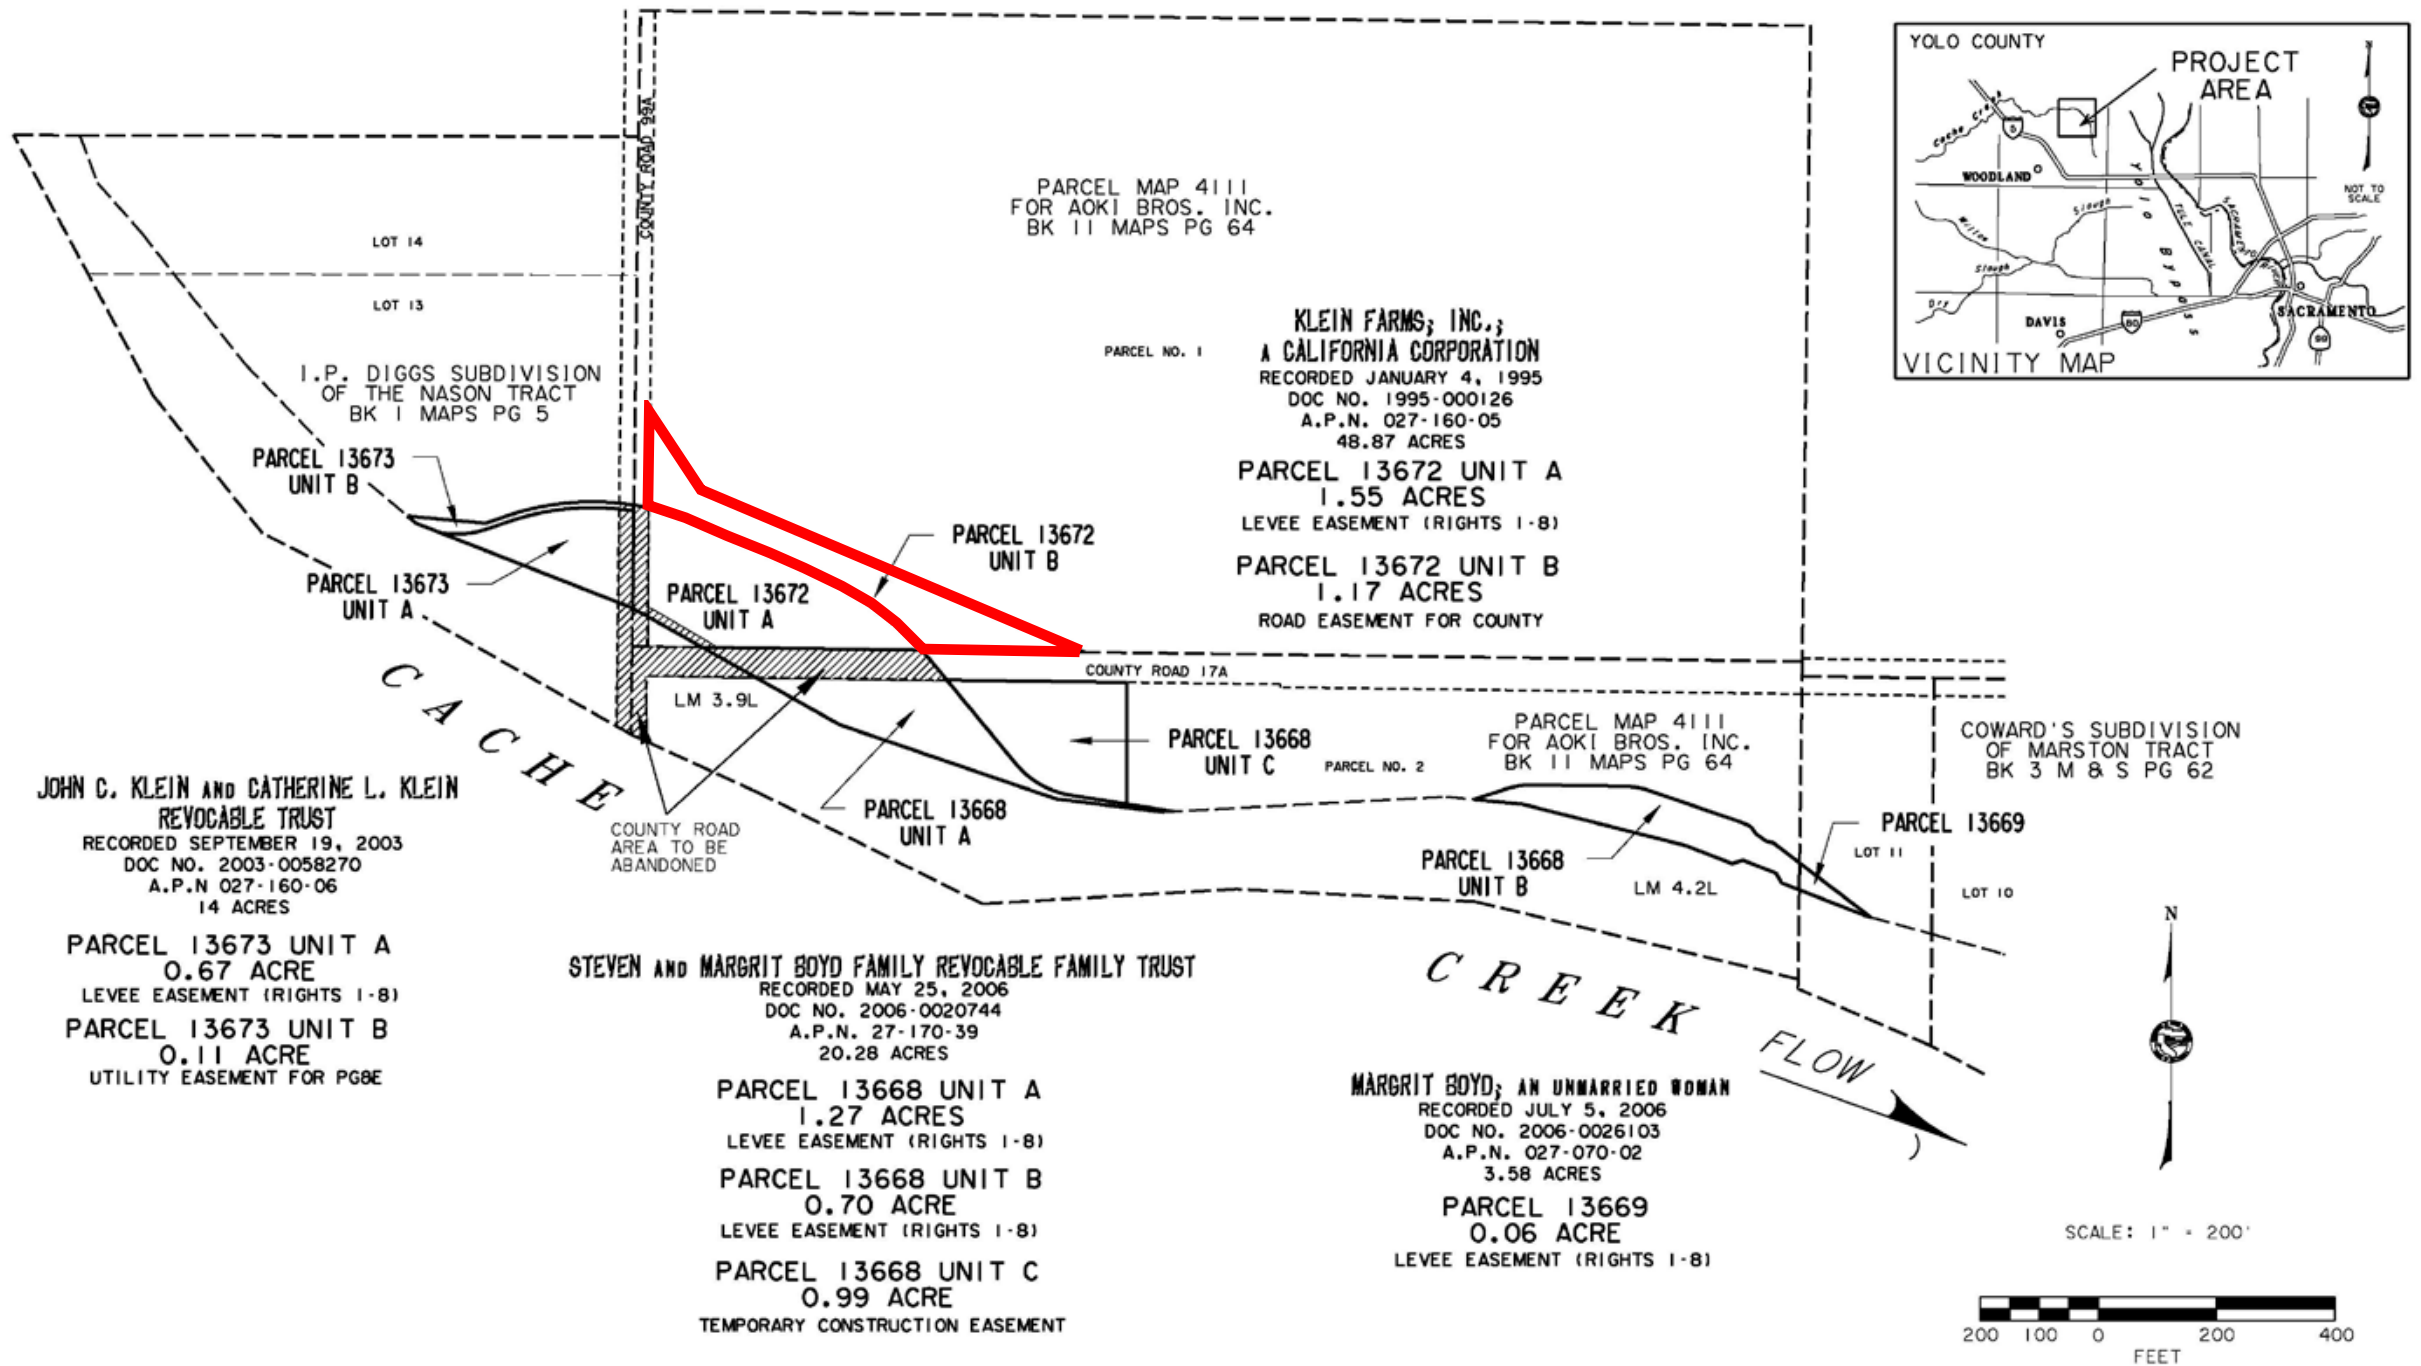 YOLO COUNTY
PROJECT
AREA
Cache Creek
5
WOODLAND
YOLO BYPASS
TULE CANAL
SACRAMENTO RIVER
Slough
Willow
Slough
Dry
DAVIS
80
SACRAMENTO
99
N
NOT TO
SCALE
VICINITY MAP
COUNTY ROAD 99A
LOT 14
LOT 13
I.P. DIGGS SUBDIVISION
OF THE NASON TRACT
BK 1 MAPS PG 5
PARCEL MAP 4111
FOR AOKI BROS. INC.
BK 11 MAPS PG 64
PARCEL NO. 1
KLEIN FARMS, INC.,
A CALIFORNIA CORPORATION
RECORDED JANUARY 4, 1995
DOC NO. 1995-000126
A.P.N. 027-160-05
48.87 ACRES
PARCEL 13672 UNIT A
1.55 ACRES
LEVEE EASEMENT (RIGHTS 1-8)
PARCEL 13672 UNIT B
1.17 ACRES
ROAD EASEMENT FOR COUNTY
PARCEL 13673
UNIT B
PARCEL 13673
UNIT A
PARCEL 13672
UNIT A
PARCEL 13672
UNIT B
COUNTY ROAD 17A
LM 3.9L
PARCEL 13668
UNIT C
PARCEL NO. 2
PARCEL MAP 4111
FOR AOKI BROS. INC.
BK 11 MAPS PG 64
COWARD'S SUBDIVISION
OF MARSTON TRACT
BK 3 M & S PG 62
PARCEL 13668
UNIT A
COUNTY ROAD
AREA TO BE
ABANDONED
PARCEL 13668
UNIT B
LM 4.2L
PARCEL 13669
LOT 11
LOT 10
CACHE
CREEK
FLOW
JOHN C. KLEIN AND CATHERINE L. KLEIN
REVOCABLE TRUST
RECORDED SEPTEMBER 19, 2003
DOC NO. 2003-0058270
A.P.N 027-160-06
14 ACRES
PARCEL 13673 UNIT A
0.67 ACRE
LEVEE EASEMENT (RIGHTS 1-8)
PARCEL 13673 UNIT B
0.11 ACRE
UTILITY EASEMENT FOR PG&E
STEVEN AND MARGRIT BOYD FAMILY REVOCABLE FAMILY TRUST
RECORDED MAY 25, 2006
DOC NO. 2006-0020744
A.P.N. 27-170-39
20.28 ACRES
PARCEL 13668 UNIT A
1.27 ACRES
LEVEE EASEMENT (RIGHTS 1-8)
PARCEL 13668 UNIT B
0.70 ACRE
LEVEE EASEMENT (RIGHTS 1-8)
PARCEL 13668 UNIT C
0.99 ACRE
TEMPORARY CONSTRUCTION EASEMENT
MARGRIT BOYD, AN UNMARRIED WOMAN
RECORDED JULY 5, 2006
DOC NO. 2006-0026103
A.P.N. 027-070-02
3.58 ACRES
PARCEL 13669
0.06 ACRE
LEVEE EASEMENT (RIGHTS 1-8)
N
SCALE: 1" = 200'
200 100 0 200 400
FEET